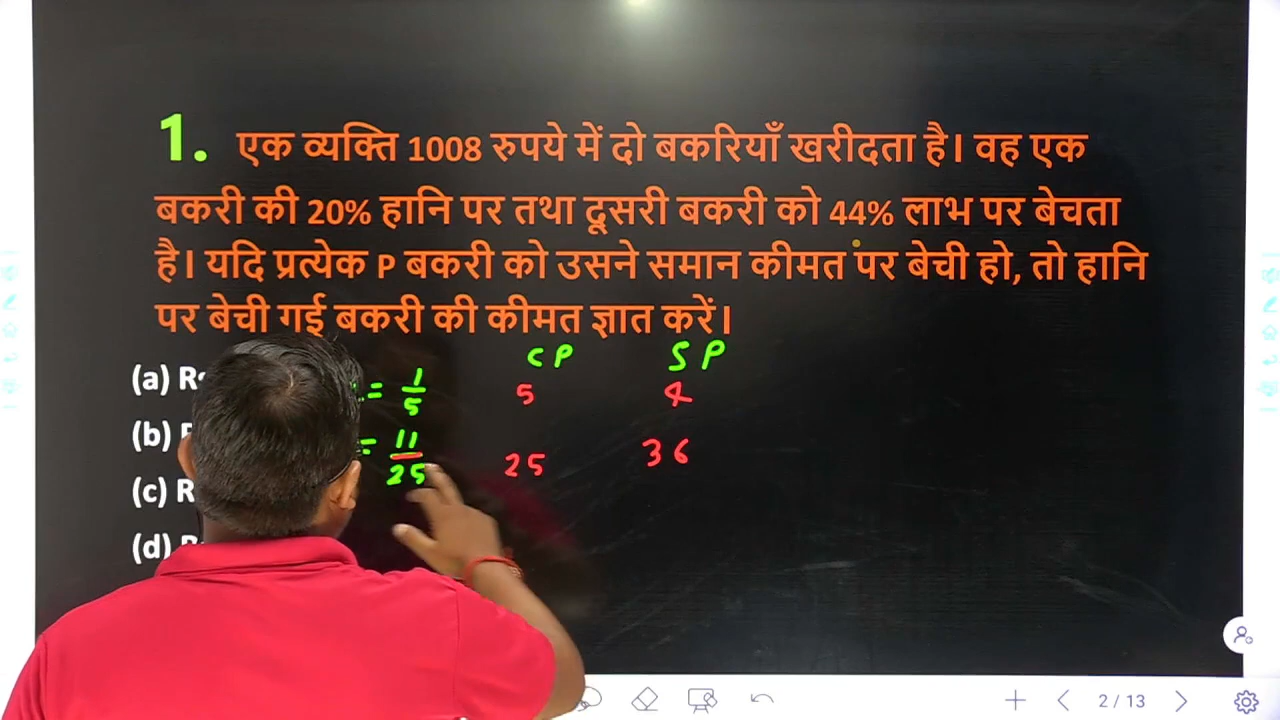 1. एक व्यक्ति 1008 रुपये में दो बकरियाँ खरीदता है। वह एक
बकरी की 20% हानि पर तथा दूसरी बकरी को 44% लाभ पर बेचता
है। यदि प्रत्येक P बकरी को उसने समान कीमत पर बेची हो, तो हानि
पर बेची गई बकरी की कीमत ज्ञात करें।
CP SP
(a) = 1/5 5 4
(b) = 11/25 25 36
(c) R
(d)
2 / 13